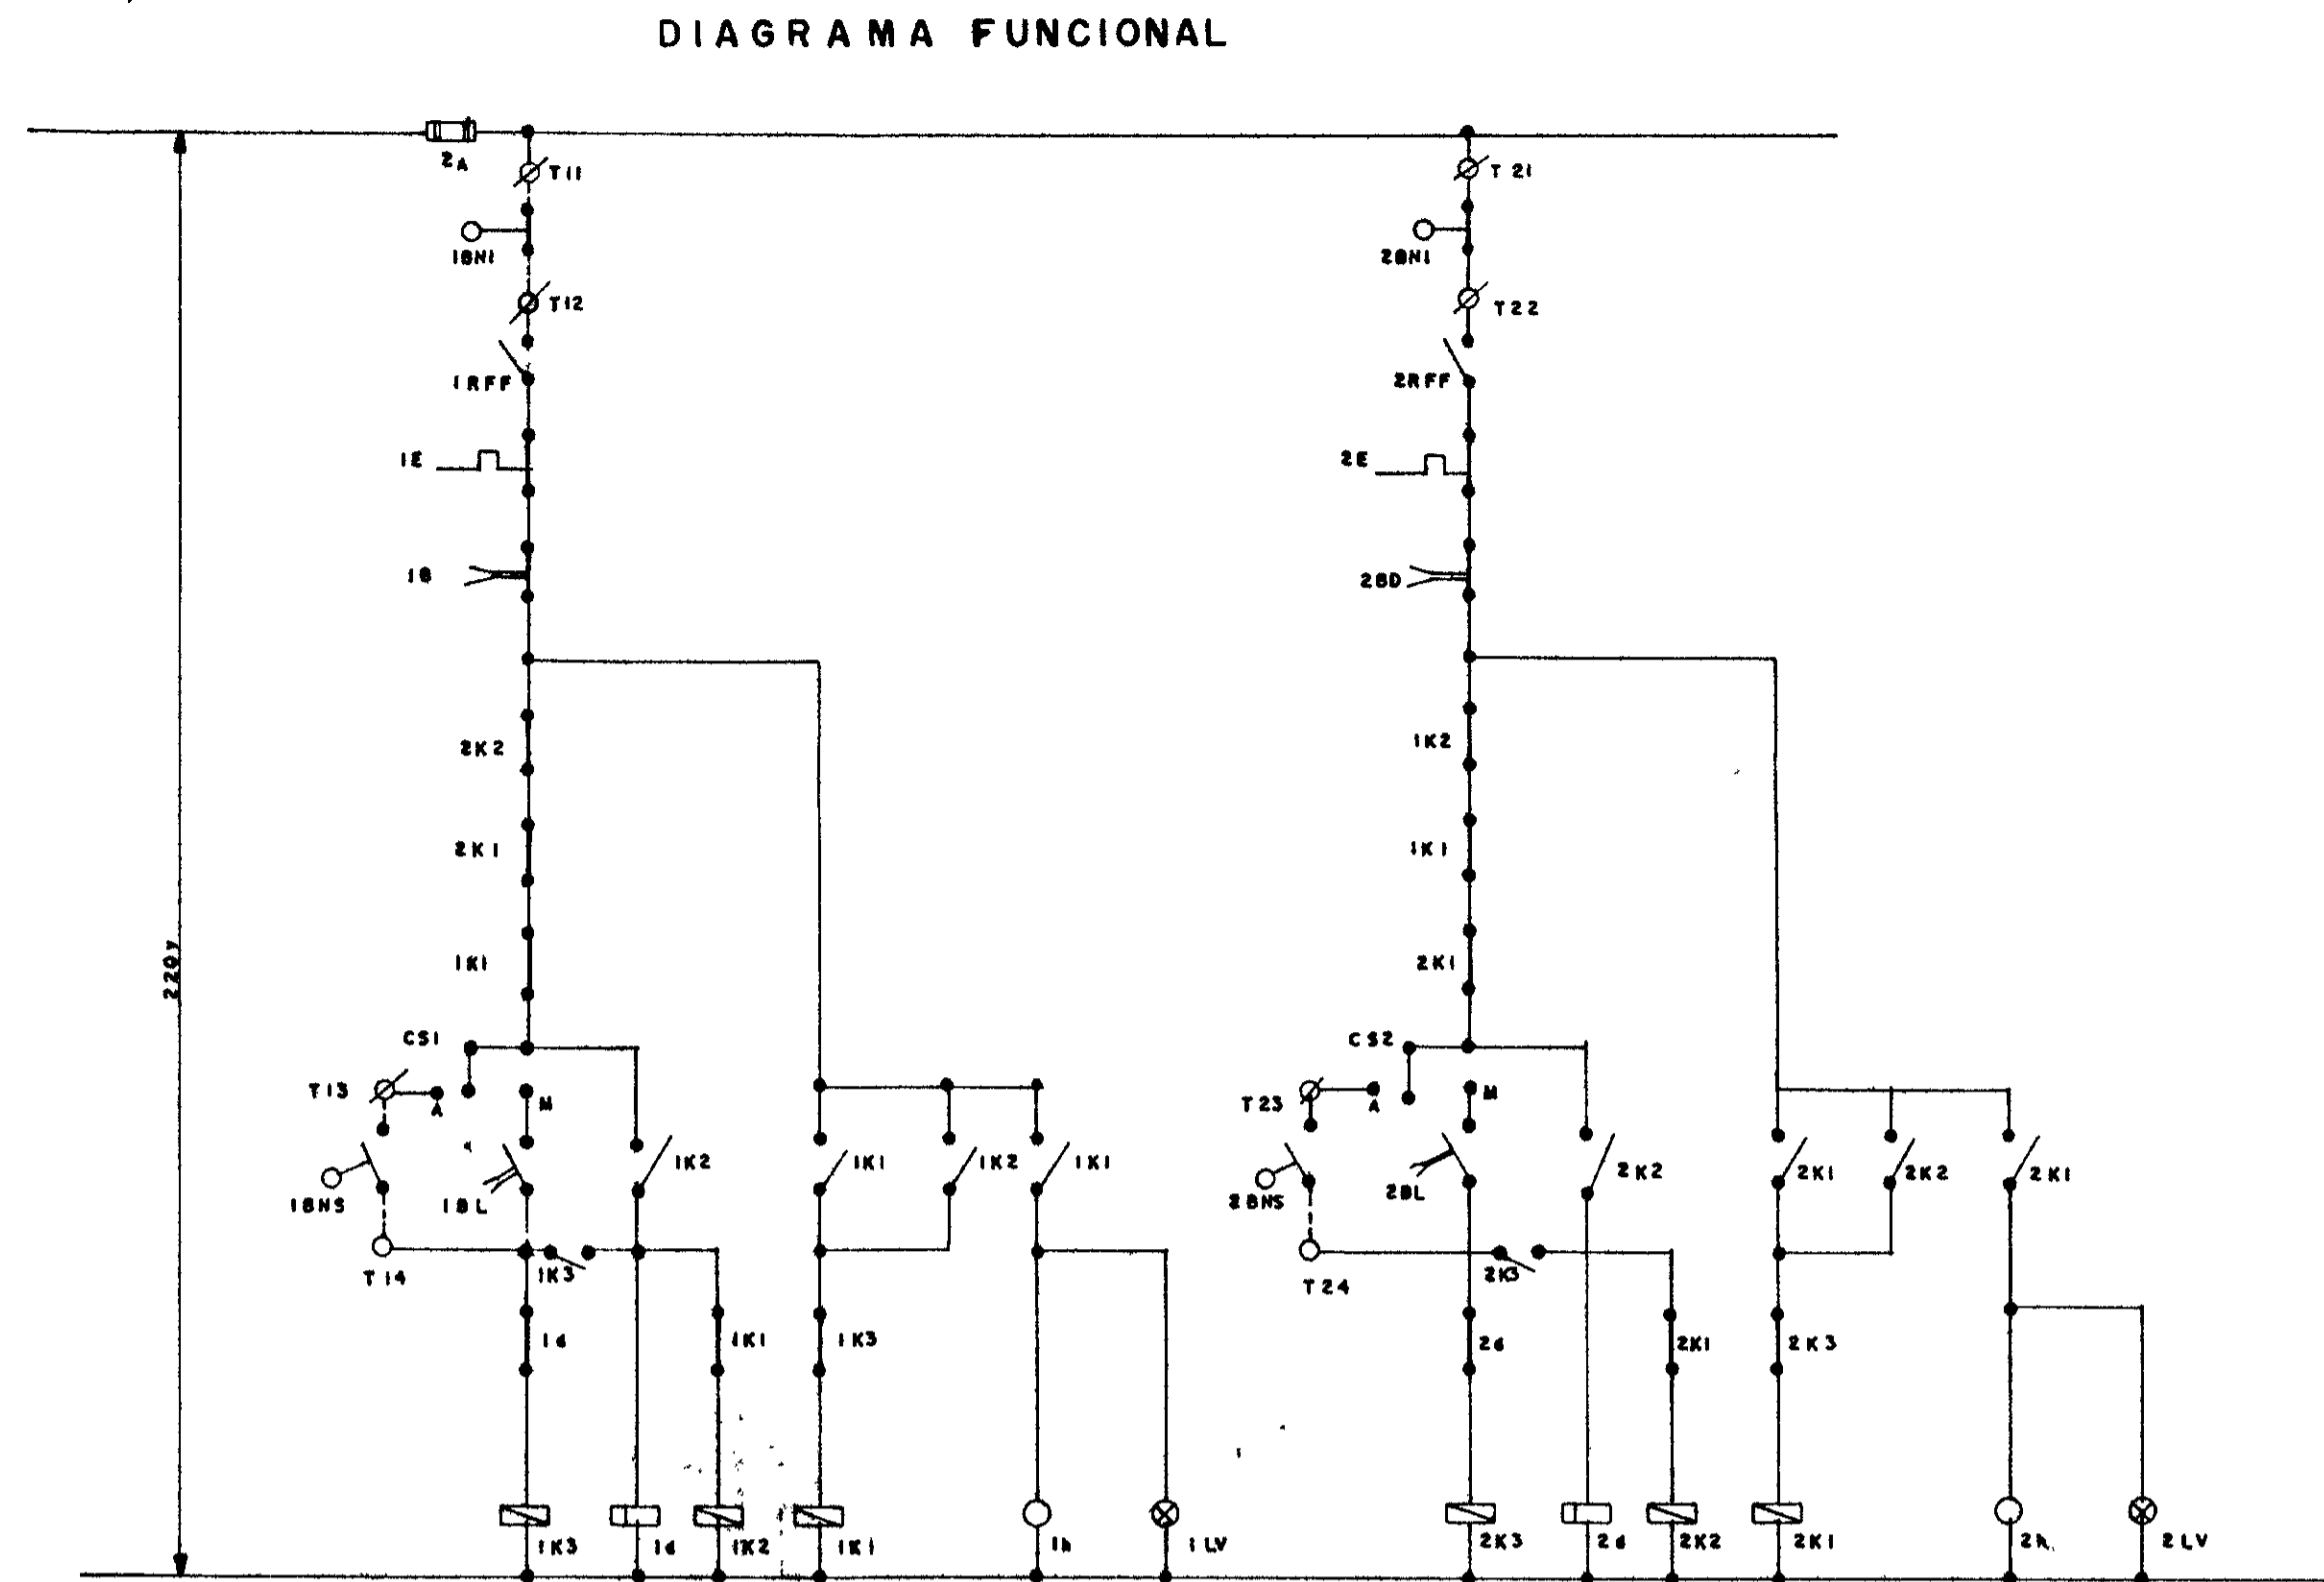 DIAGRAMA FUNCIONAL
2A
T11
T21
1BN1
2BN1
T12
T22
1RFF
2RFF
1E
2E
1B
2BD
2K2
1K2
2K1
1K1
220V
1K1
2K1
CS1
CS2
T13
A
M
T23
A
M
1K2
1K1
1K2
1K1
2K2
2K1
2K2
2K1
1BNS
1BL
2BNS
2BL
T14
1K3
T24
2K3
1d
1K1
1K3
2d
2K1
2K3
1K3
1d
1K2
1K1
1h
1LV
2K3
2d
2K2
2K1
2h
2LV